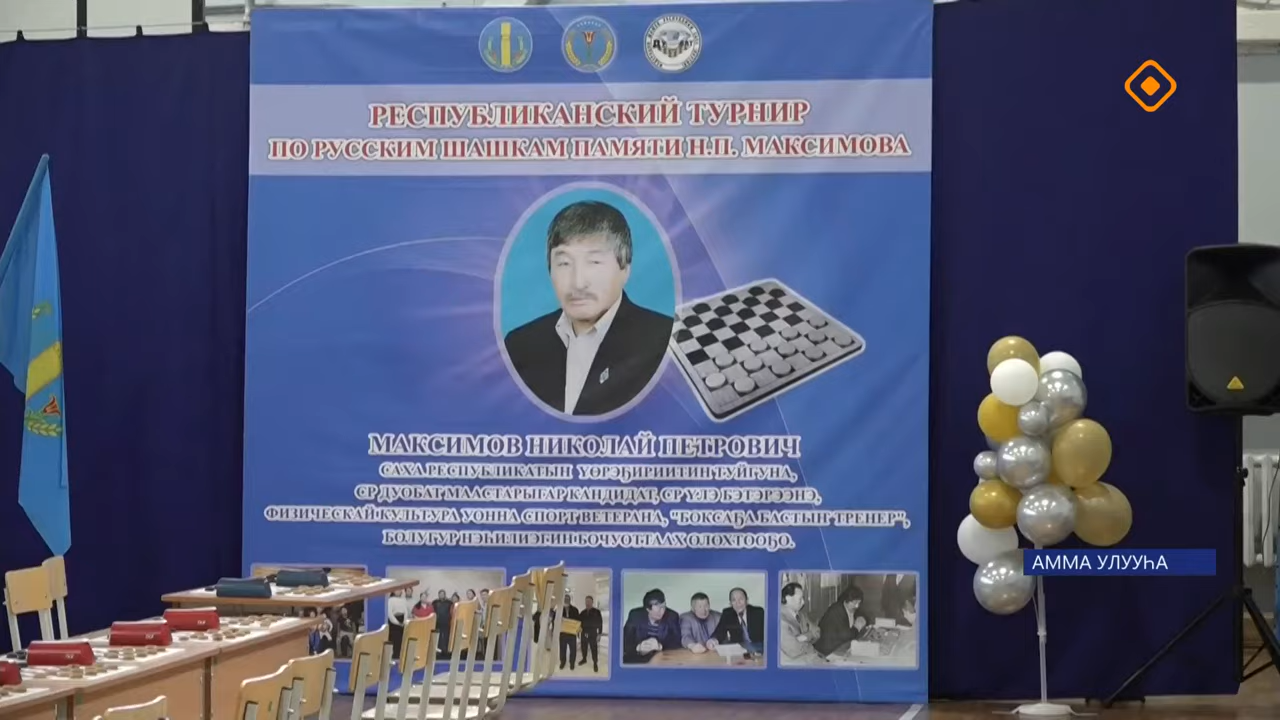 РЕСПУБЛИКАНСКИЙ ТУРНИР
ПО РУССКИМ ШАШКАМ ПАМЯТИ Н.П. МАКСИМОВА
МАКСИМОВ НИКОЛАЙ ПЕТРОВИЧ
САХА РЕСПУБЛИКАТЫН ҮӨРЭҔИРИИТИН ТУЙГУНА,
СР ДУОБАТ МААСТАРЫГАР КАНДИДАТ, СР ҮЛЭ БЭТЭРЭЭНЭ,
ФИЗИЧЕСКАЙ КУЛЬТУРА УОННА СПОРТ ВЕТЕРАНА, "БОКСАҔА БАСТЫҤ ТРЕНЕР",
БОЛУГУР НЭҺИЛИЭГИН БОЧУОТТААХ ОЛОХТООҔО.
АММА УЛУУҺА